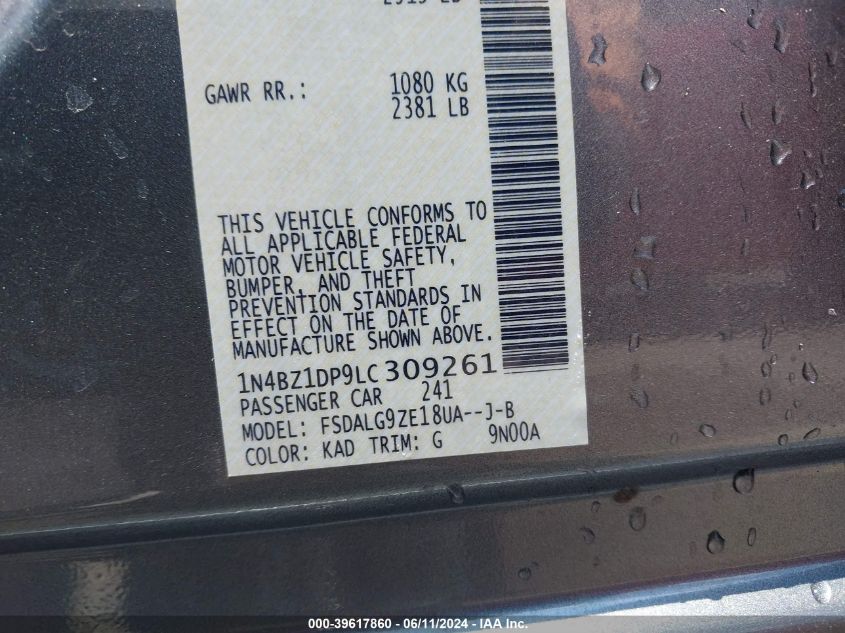 GAWR RR.: 1080 KG
2381 LB
THIS VEHICLE CONFORMS TO
ALL APPLICABLE FEDERAL
MOTOR VEHICLE SAFETY,
BUMPER, AND THEFT
PREVENTION STANDARDS IN
EFFECT ON THE DATE OF
MANUFACTURE SHOWN ABOVE.
1N4BZ1DP9LC309261
PASSENGER CAR 241
MODEL: FSDALG9ZE18UA--J-B
COLOR: KAD TRIM: G 9N00A
000-39617860 - 06/11/2024 - IAA Inc.